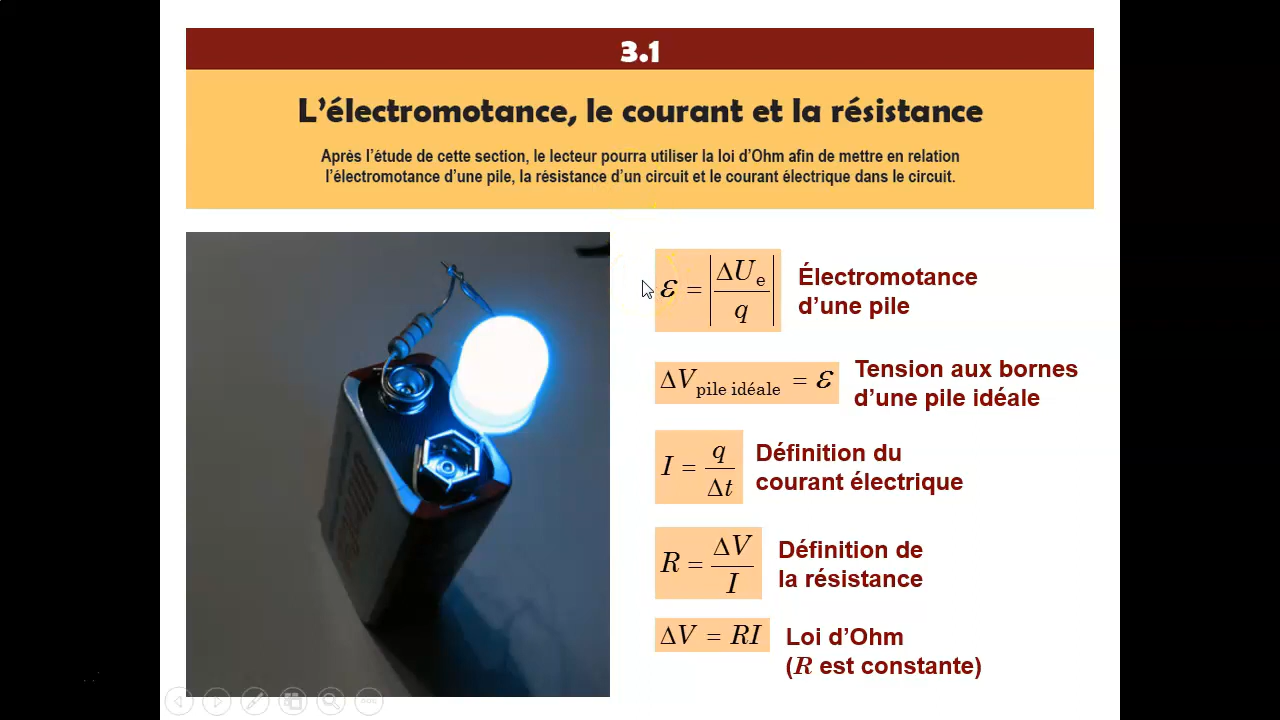 3.1
L'électromotance, le courant et la résistance
Après l'étude de cette section, le lecteur pourra utiliser la loi d'Ohm afin de mettre en relation
l'électromotance d'une pile, la résistance d'un circuit et le courant électrique dans le circuit.
ε = |ΔUe / q|
Électromotance
d'une pile
ΔVpile idéale = ε
Tension aux bornes
d'une pile idéale
I = q / Δt
Définition du
courant électrique
R = ΔV / I
Définition de
la résistance
ΔV = RI
Loi d'Ohm
(R est constante)